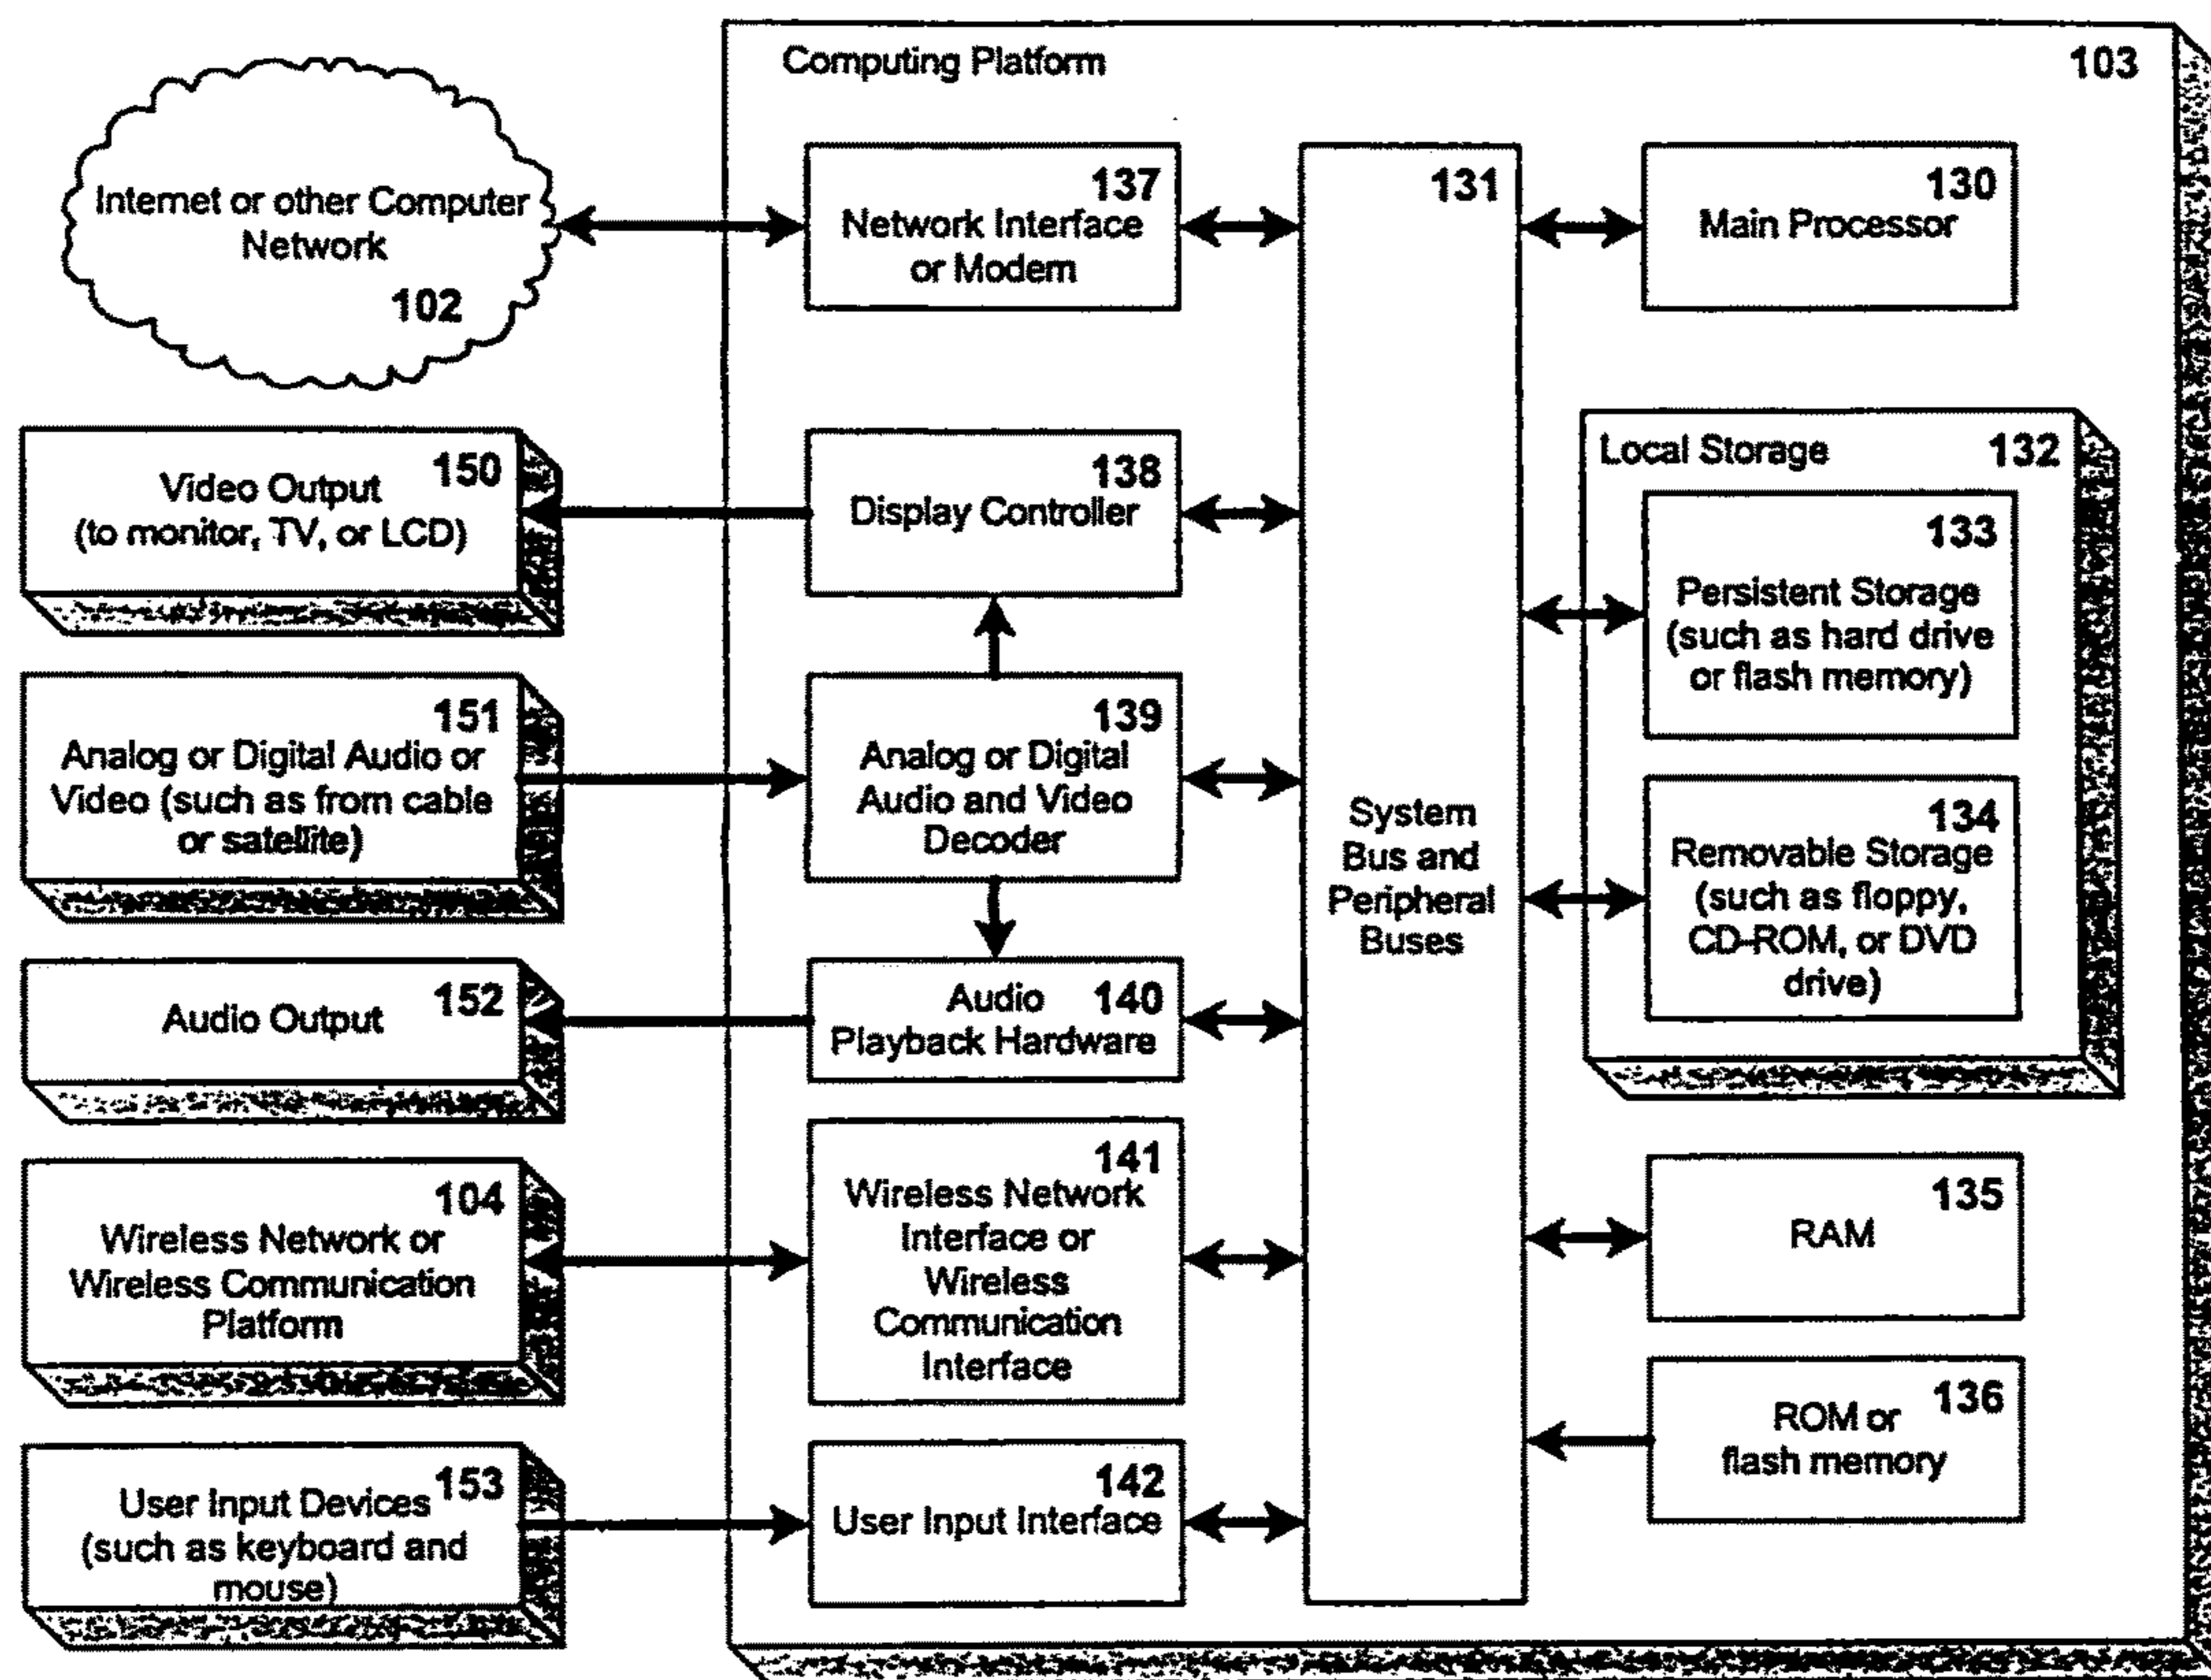 Computing Platform
103
Internet or other Computer
Network
102
137
Network Interface
or Modem
131
System
Bus and
Peripheral
Buses
130
Main Processor
150
Video Output
(to monitor, TV, or LCD)
138
Display Controller
Local Storage
132
133
Persistent Storage
(such as hard drive
or flash memory)
151
Analog or Digital Audio or
Video (such as from cable
or satellite)
139
Analog or Digital
Audio and Video
Decoder
134
Removable Storage
(such as floppy,
CD-ROM, or DVD
drive)
152
Audio Output
Audio 140
Playback Hardware
104
Wireless Network or
Wireless Communication
Platform
141
Wireless Network
Interface or
Wireless
Communication
Interface
135
RAM
136
ROM or
flash memory
153
User Input Devices
(such as keyboard and
mouse)
142
User Input Interface